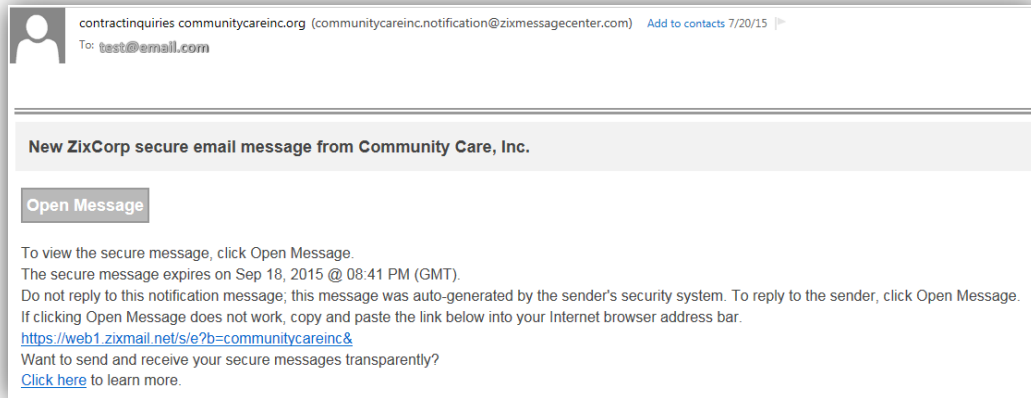 contractinquiries communitycareinc.org (communitycareinc.notification@zixmessagecenter.com) Add to contacts 7/20/15
To: test@email.com
New ZixCorp secure email message from Community Care, Inc.
Open Message
To view the secure message, click Open Message.
The secure message expires on Sep 18, 2015 @ 08:41 PM (GMT).
Do not reply to this notification message; this message was auto-generated by the sender's security system. To reply to the sender, click Open Message.
If clicking Open Message does not work, copy and paste the link below into your Internet browser address bar.
https://web1.zixmail.net/s/e?b=communitycareinc&
Want to send and receive your secure messages transparently?
Click here to learn more.